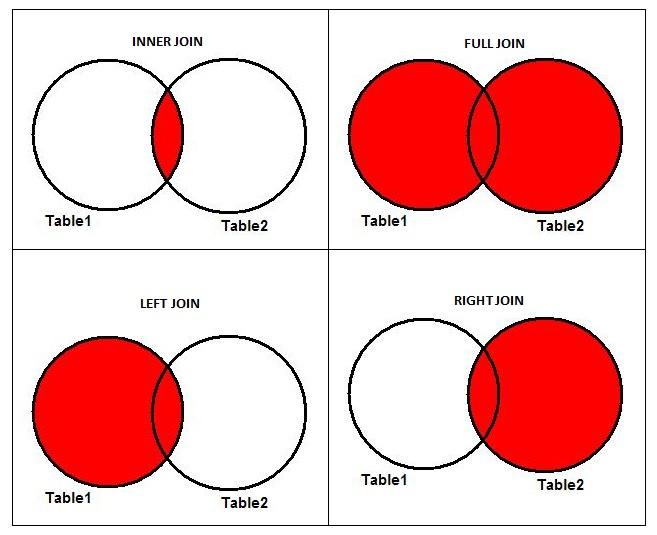 INNER JOIN
Table1
Table2
FULL JOIN
Table1
Table2
LEFT JOIN
Table1
Table2
RIGHT JOIN
Table1
Table2